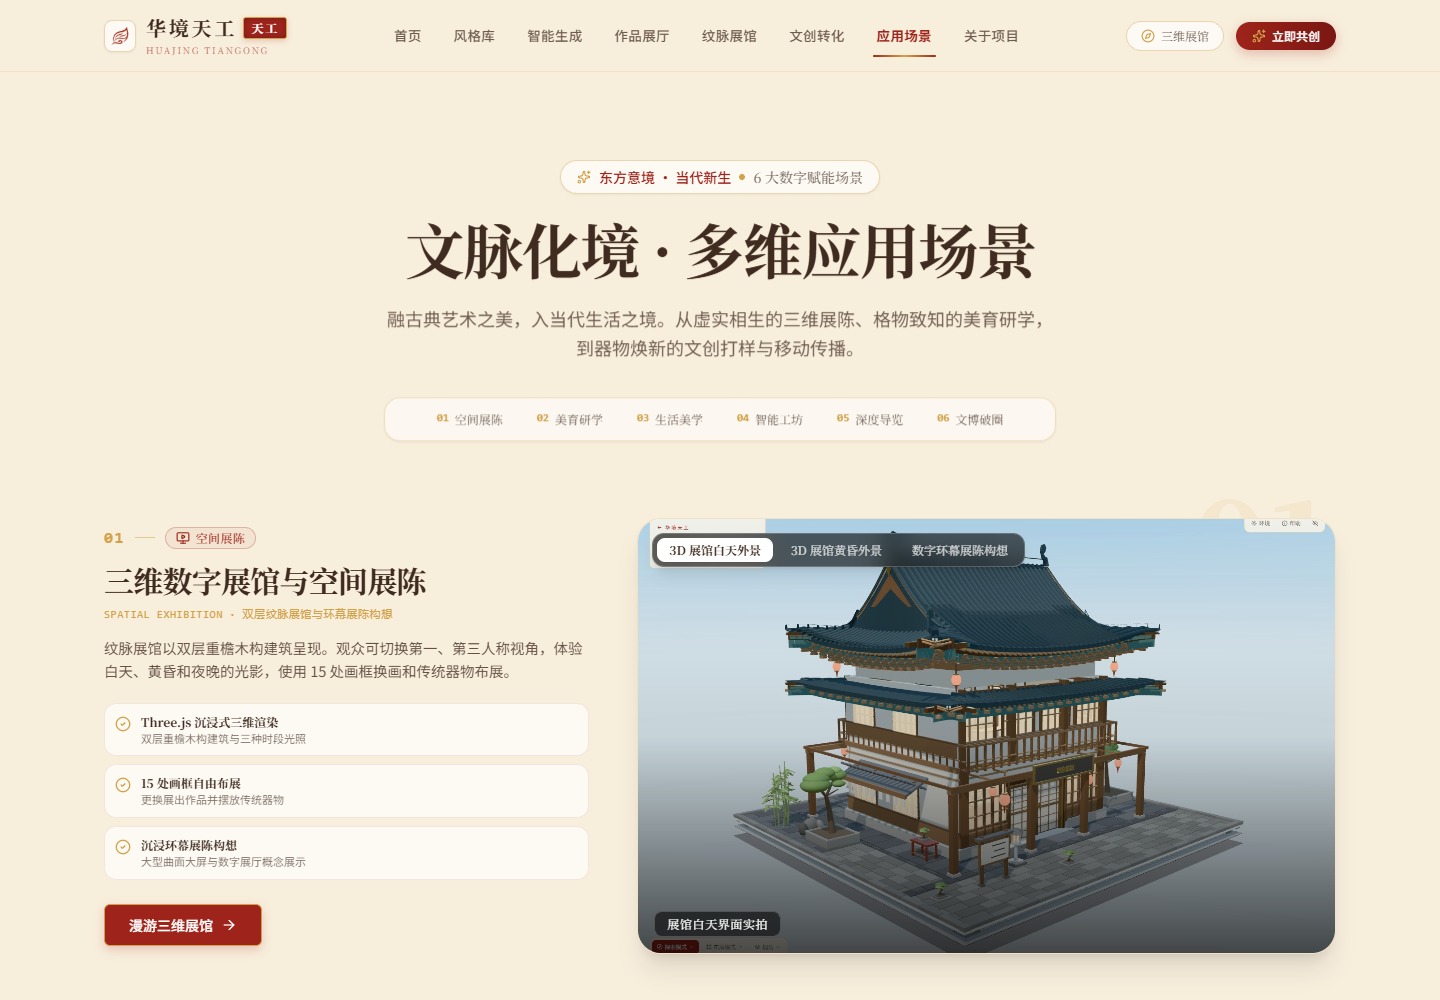 华境天工 天工
HUAJING TIANGONG
首页 风格库 智能生成 作品展厅 纹脉展馆 文创转化 应用场景 关于项目
三维展馆
立即共创
东方意境 · 当代新生 • 6 大数字赋能场景
文脉化境 · 多维应用场景
融古典艺术之美，入当代生活之境。从虚实相生的三维展陈、格物致知的美育研学，
到器物焕新的文创打样与移动传播。
01 空间展陈 02 美育研学 03 生活美学 04 智能工坊 05 深度导览 06 文博破圈
01 — 空间展陈
三维数字展馆与空间展陈
SPATIAL EXHIBITION · 双层纹脉展馆与环幕展陈构想
纹脉展馆以双层重檐木构建筑呈现。观众可切换第一、第三人称视角，体验
白天、黄昏和夜晚的光影，使用 15 处画框换画和传统器物布展。
Three.js 沉浸式三维渲染
双层重檐木构建筑与三种时段光照
15 处画框自由布展
更换展出作品并摆放传统器物
沉浸环幕展陈构想
大型曲面大屏与数字展厅概念展示
漫游三维展馆 →
01
3D 展馆白天外景 3D 展馆黄昏外景 数字环幕展陈构想
展馆白天界面实拍